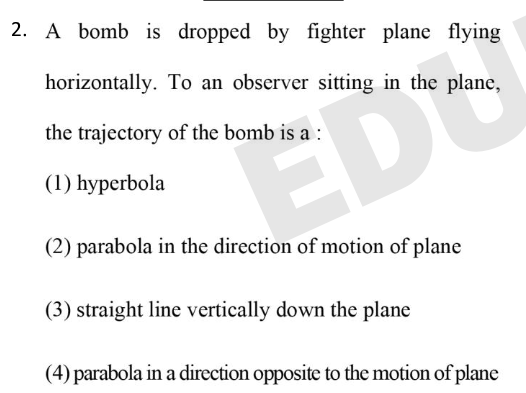 2. A bomb is dropped by fighter plane flying
horizontally. To an observer sitting in the plane,
the trajectory of the bomb is a :
(1) hyperbola
(2) parabola in the direction of motion of plane
(3) straight line vertically down the plane
(4) parabola in a direction opposite to the motion of plane
EDU